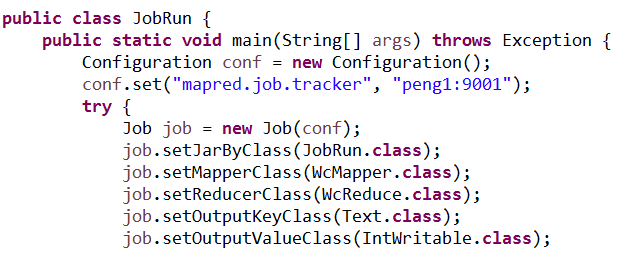 public class JobRun {
    public static void main(String[] args) throws Exception {
        Configuration conf = new Configuration();
        conf.set("mapred.job.tracker", "peng1:9001");
        try {
            Job job = new Job(conf);
            job.setJarByClass(JobRun.class);
            job.setMapperClass(WcMapper.class);
            job.setReducerClass(WcReduce.class);
            job.setOutputKeyClass(Text.class);
            job.setOutputValueClass(IntWritable.class);